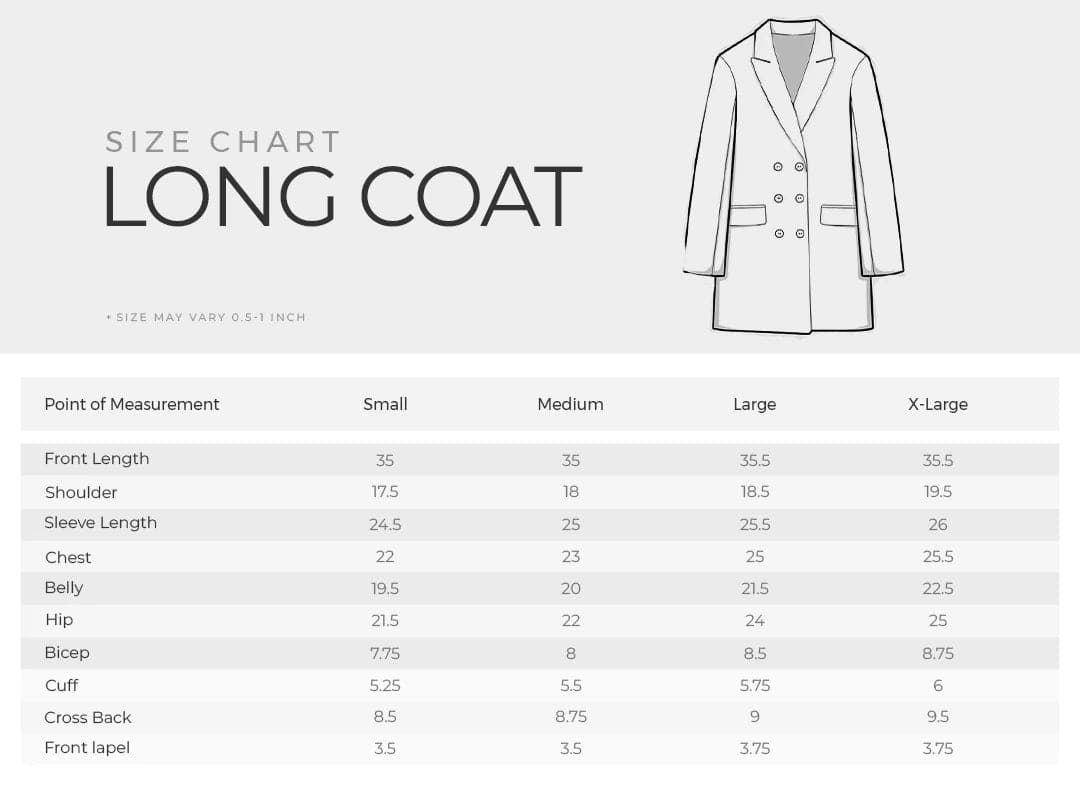 SIZE CHART
LONG COAT
* SIZE MAY VARY 0.5-1 INCH
Point of Measurement Small Medium Large X-Large
Front Length 35 35 35.5 35.5
Shoulder 17.5 18 18.5 19.5
Sleeve Length 24.5 25 25.5 26
Chest 22 23 25 25.5
Belly 19.5 20 21.5 22.5
Hip 21.5 22 24 25
Bicep 7.75 8 8.5 8.75
Cuff 5.25 5.5 5.75 6
Cross Back 8.5 8.75 9 9.5
Front lapel 3.5 3.5 3.75 3.75